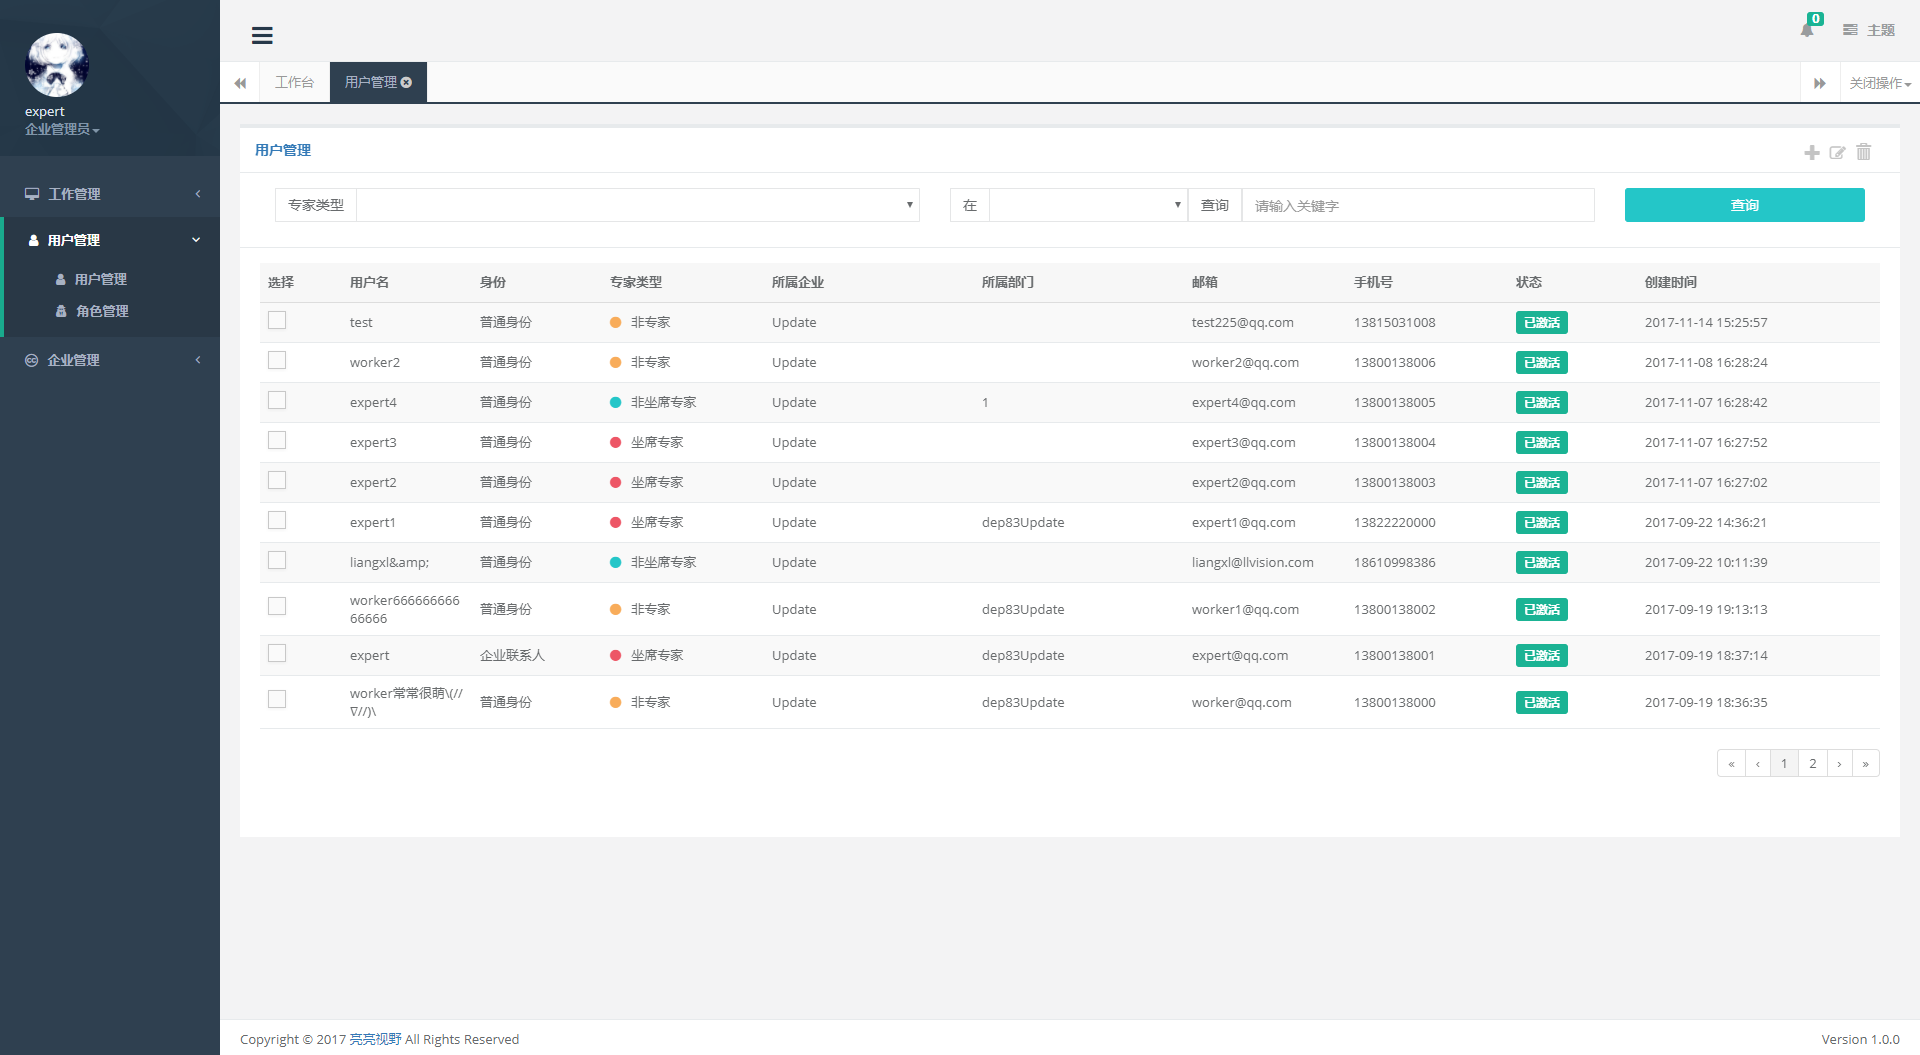 expert
企业管理员
工作管理
用户管理
用户管理
角色管理
企业管理
0
主题
工作台
用户管理
关闭操作
用户管理
专家类型
在
查询
请输入关键字
查询
选择 用户名 身份 专家类型 所属企业 所属部门 邮箱 手机号 状态 创建时间
test 普通身份 非专家 Update test225@qq.com 13815031008 已激活 2017-11-14 15:25:57
worker2 普通身份 非专家 Update worker2@qq.com 13800138006 已激活 2017-11-08 16:28:24
expert4 普通身份 非坐席专家 Update 1 expert4@qq.com 13800138005 已激活 2017-11-07 16:28:42
expert3 普通身份 坐席专家 Update expert3@qq.com 13800138004 已激活 2017-11-07 16:27:52
expert2 普通身份 坐席专家 Update expert2@qq.com 13800138003 已激活 2017-11-07 16:27:02
expert1 普通身份 坐席专家 Update dep83Update expert1@qq.com 13822220000 已激活 2017-09-22 14:36:21
liangxl&amp; 普通身份 非坐席专家 Update liangxl@llvision.com 18610998386 已激活 2017-09-22 10:11:39
worker666666666
66666 普通身份 非专家 Update dep83Update worker1@qq.com 13800138002 已激活 2017-09-19 19:13:13
expert 企业联系人 坐席专家 Update dep83Update expert@qq.com 13800138001 已激活 2017-09-19 18:37:14
worker常常很萌\(//
∇//)\ 普通身份 非专家 Update dep83Update worker@qq.com 13800138000 已激活 2017-09-19 18:36:35
« ‹ 1 2 › »
Copyright © 2017 亮亮视野 All Rights Reserved
Version 1.0.0